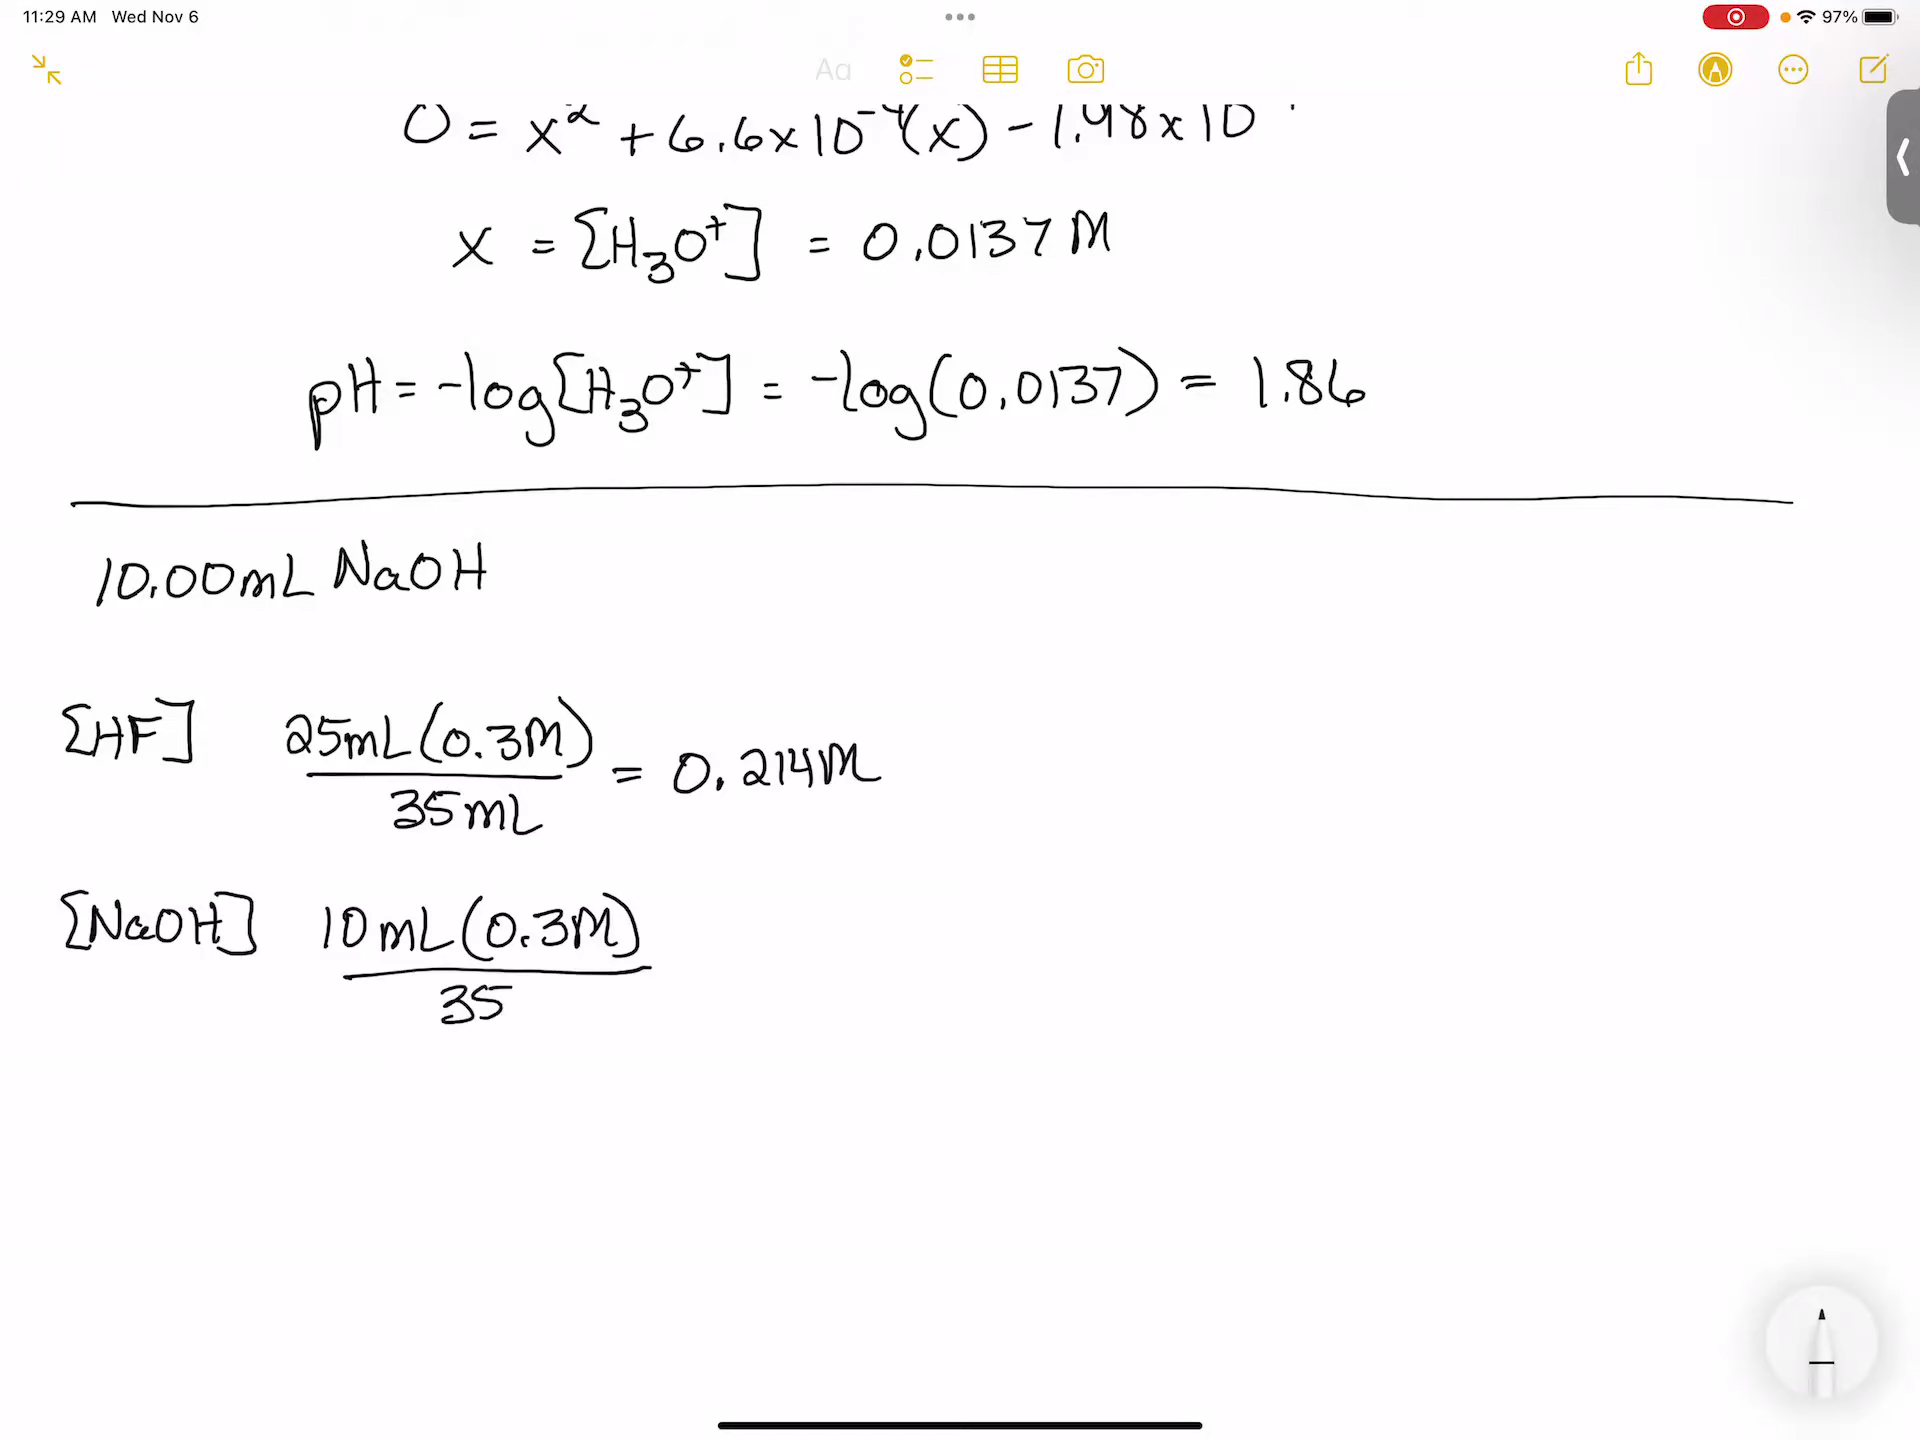 11:29 AM Wed Nov 6
97%
Aa
0 = x² + 6.6x10⁻⁴(x) - 1.98x10
x = [H₃O⁺] = 0.0137 M
pH = -log[H₃O⁺] = -log(0.0137) = 1.86
10.00mL NaOH
[HF] 25mL(0.3M)
35mL
= 0.214M
[NaOH] 10mL(0.3M)
35